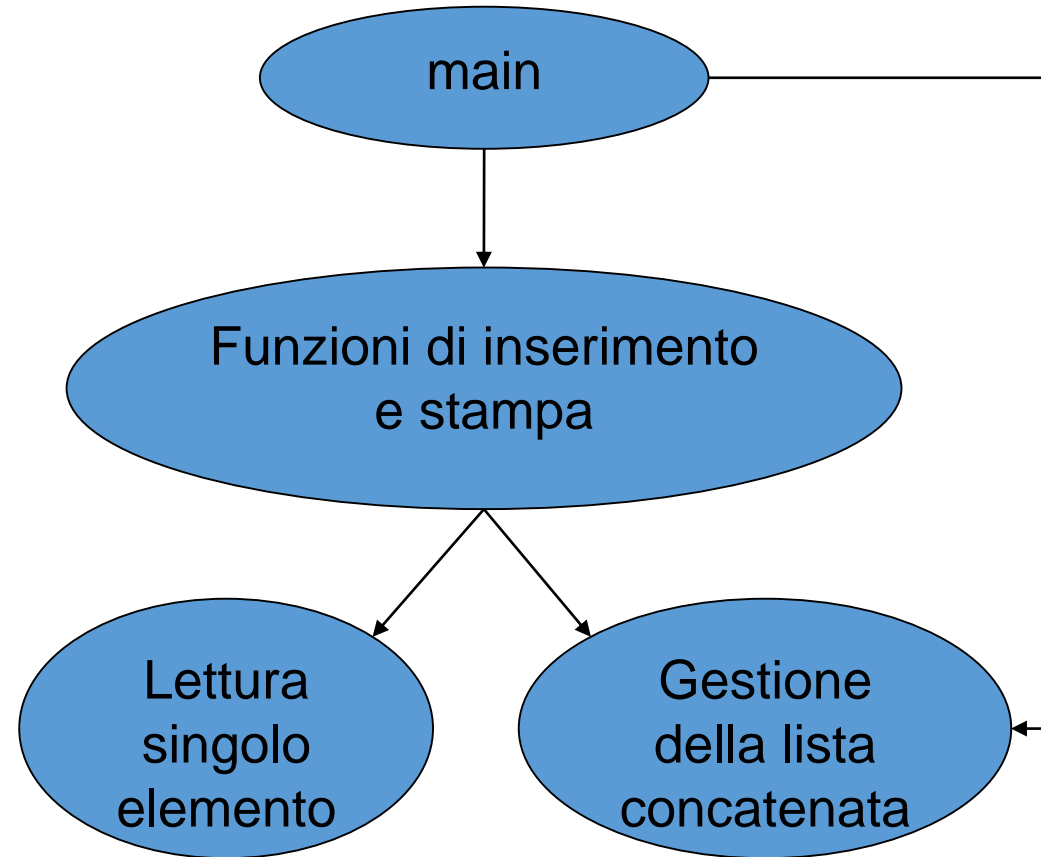 main
Funzioni di inserimento
e stampa
Lettura
singolo
elemento
Gestione
della lista
concatenata